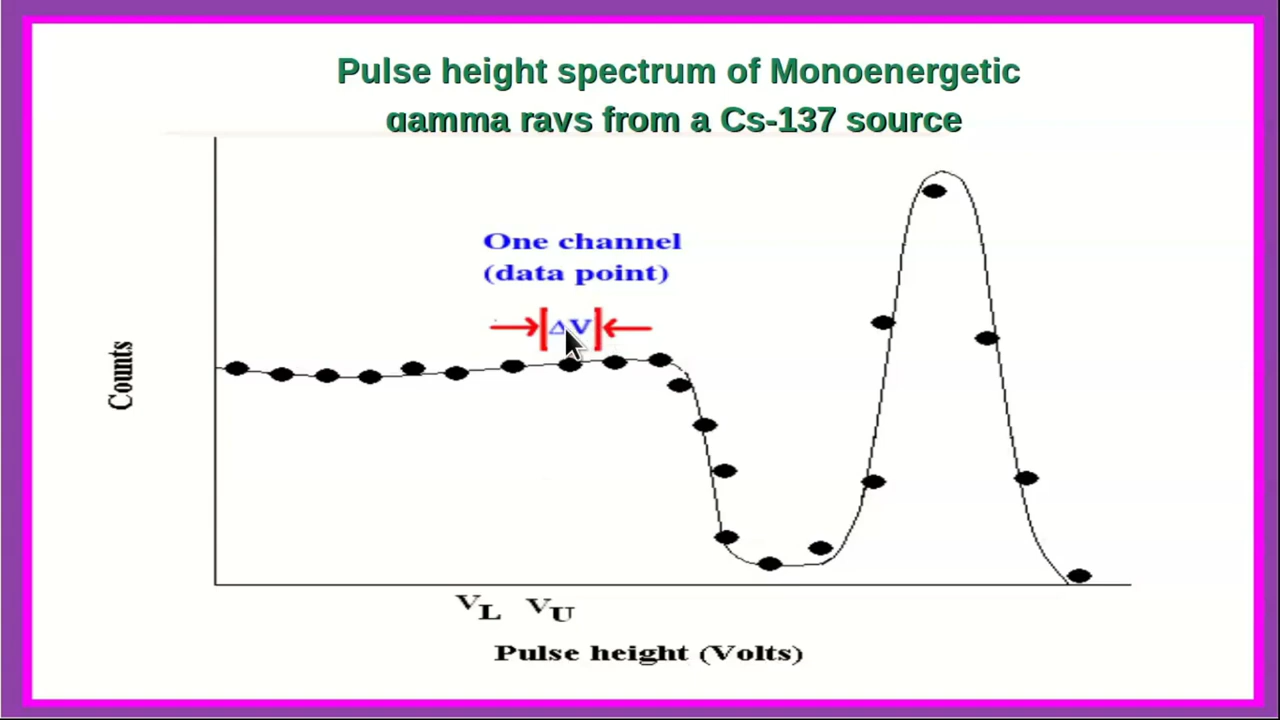 Pulse height spectrum of Monoenergetic
gamma rays from a Cs-137 source
One channel
(data point)
ΔV
Counts
VL VU
Pulse height (Volts)